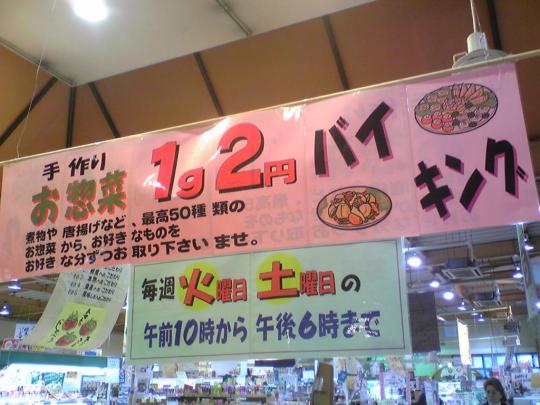 手作り
お惣菜
1g2円
バイキング
煮物や 唐揚げなど、最高50種類の
お惣菜から、お好きなものを
お好きな分ずつお取り下さいませ。
毎週火曜日土曜日の
午前10時から午後6時まで